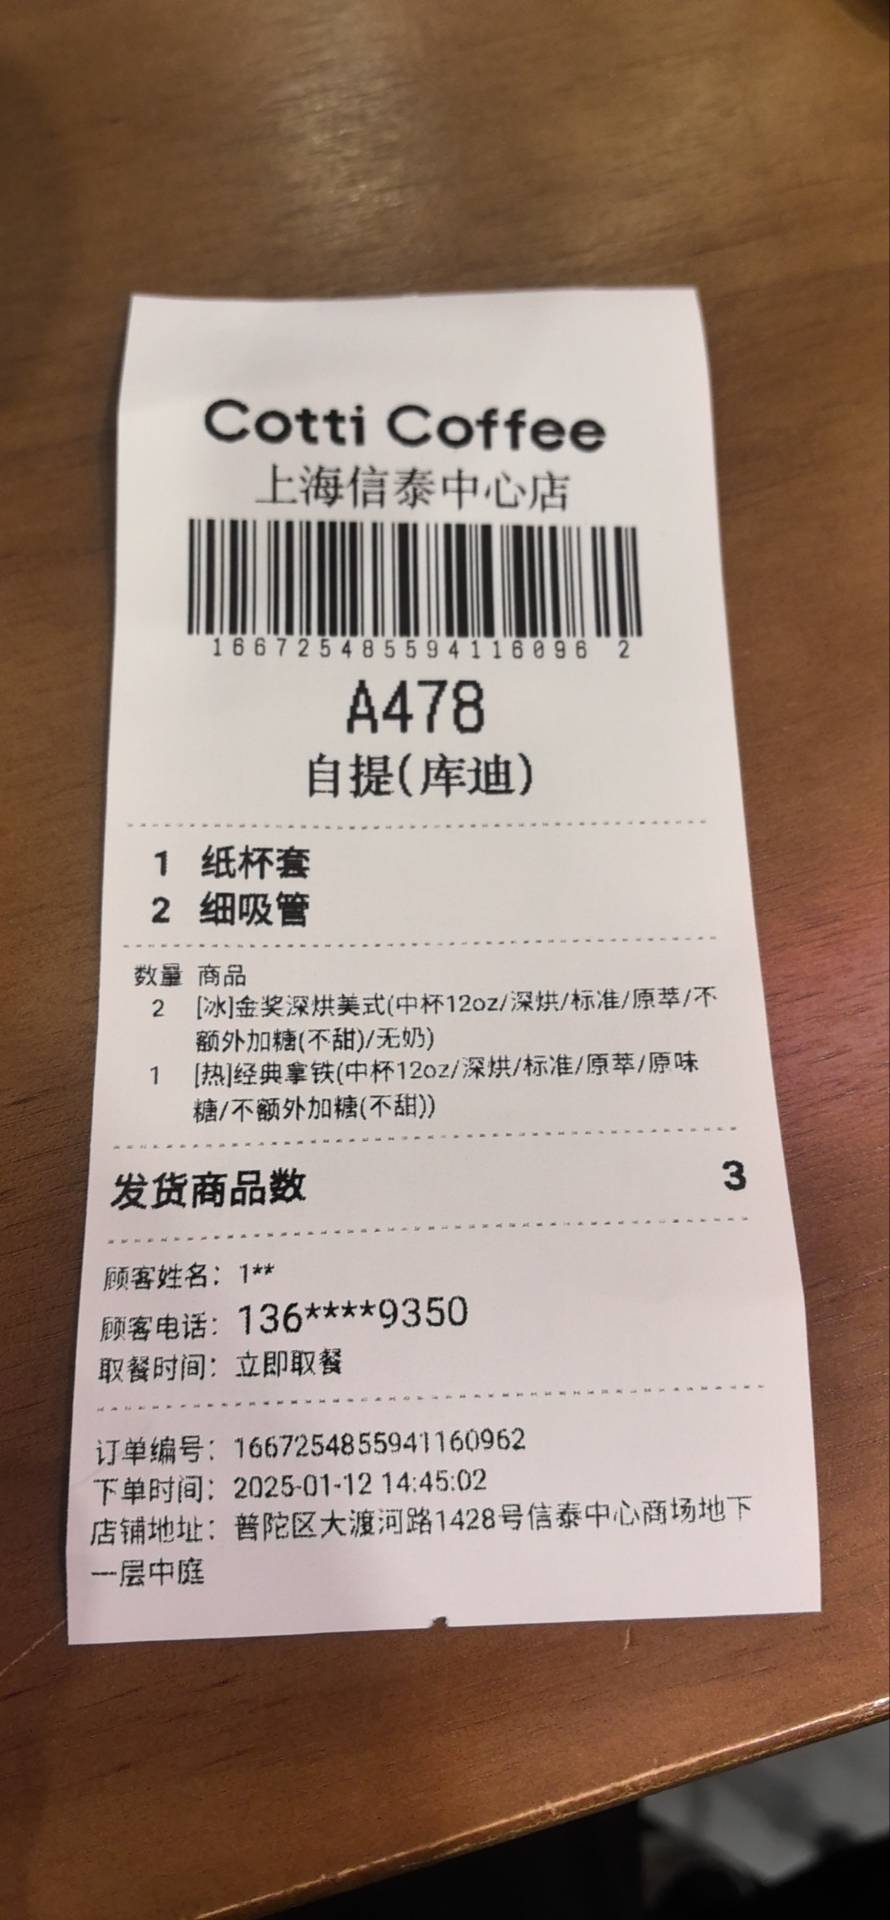 Cotti Coffee
上海信泰中心店
166725485594116096 2
A478
自提(库迪)
1 纸杯套
2 细吸管
数量 商品
2 [冰]金奖深烘美式(中杯12oz/深烘/标准/原萃/不
额外加糖(不甜)/无奶)
1 [热]经典拿铁(中杯12oz/深烘/标准/原萃/原味
糖/不额外加糖(不甜))
发货商品数 3
顾客姓名：1**
顾客电话：136****9350
取餐时间：立即取餐
订单编号：1667254855941160962
下单时间：2025-01-12 14:45:02
店铺地址：普陀区大渡河路1428号信泰中心商场地下
一层中庭